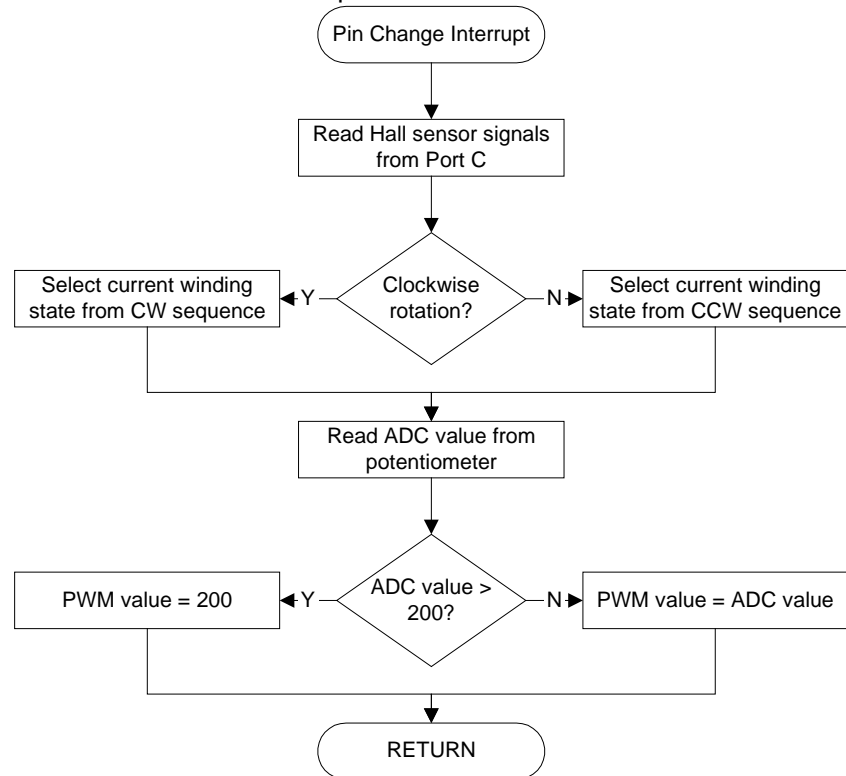 Pin Change Interrupt
Read Hall sensor signals
from Port C
Select current winding
state from CW sequence
Y
Clockwise
rotation?
N
Select current winding
state from CCW sequence
Read ADC value from
potentiometer
PWM value = 200
Y
ADC value >
200?
N
PWM value = ADC value
RETURN